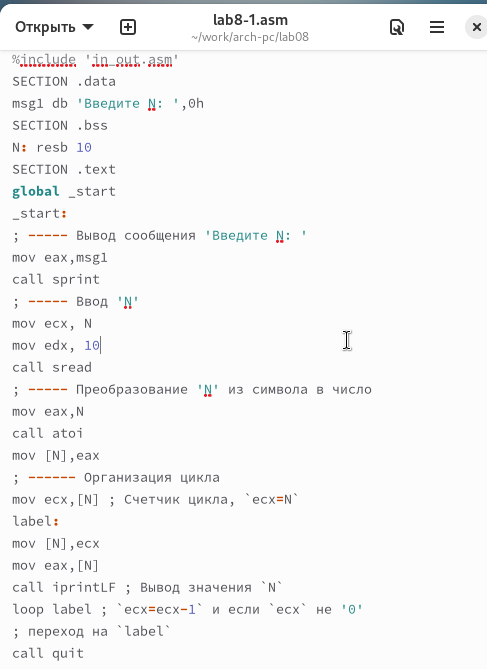 Открыть
lab8-1.asm
~/work/arch-pc/lab08
%include 'in_out.asm'
SECTION .data
msg1 db 'Введите N: ',0h
SECTION .bss
N: resb 10
SECTION .text
global _start
_start:
; ----- Вывод сообщения 'Введите N: '
mov eax,msg1
call sprint
; ----- Ввод 'N'
mov ecx, N
mov edx, 10
call sread
; ----- Преобразование 'N' из символа в число
mov eax,N
call atoi
mov [N],eax
; ------ Организация цикла
mov ecx,[N] ; Счетчик цикла, `ecx=N`
label:
mov [N],ecx
mov eax,[N]
call iprintLF ; Вывод значения `N`
loop label ; `ecx=ecx-1` и если `ecx` не '0'
; переход на `label`
call quit